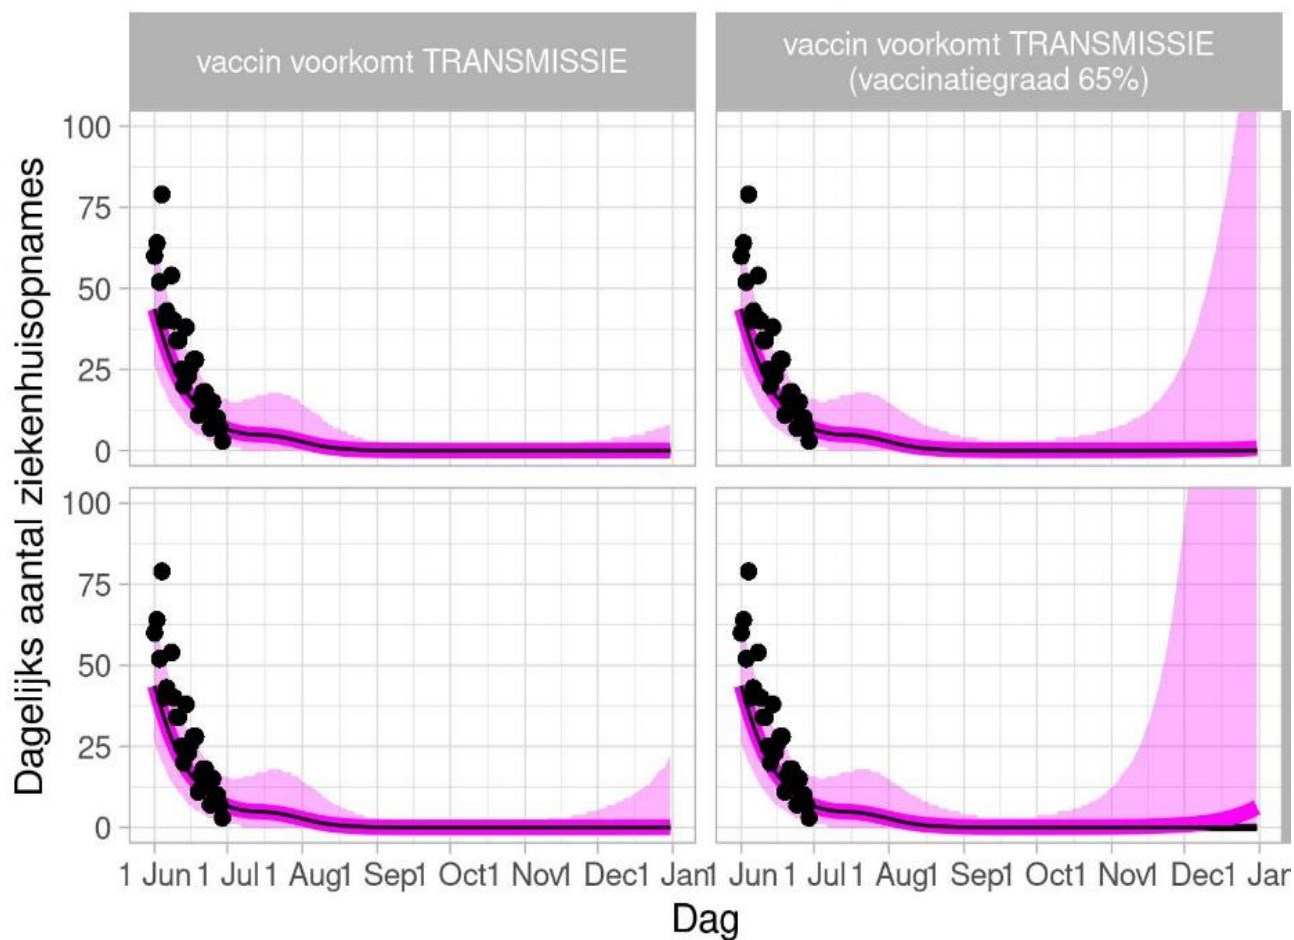 vaccin voorkomt TRANSMISSIE
vaccin voorkomt TRANSMISSIE
(vaccinatiegraad 65%)
Dagelijks aantal ziekenhuisopnames
100
75
50
25
0
100
75
50
25
0
1 Jun 1 Jul 1 Aug 1 Sep 1 Oct 1 Nov 1 Dec 1 Jan
1 Jun 1 Jul 1 Aug 1 Sep 1 Oct 1 Nov 1 Dec 1 Jan
Dag